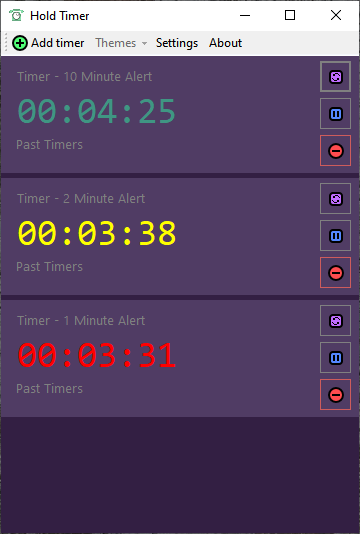 Hold Timer
Add timer Themes Settings About
Timer - 10 Minute Alert
00:04:25
Past Timers
Timer - 2 Minute Alert
00:03:38
Past Timers
Timer - 1 Minute Alert
00:03:31
Past Timers